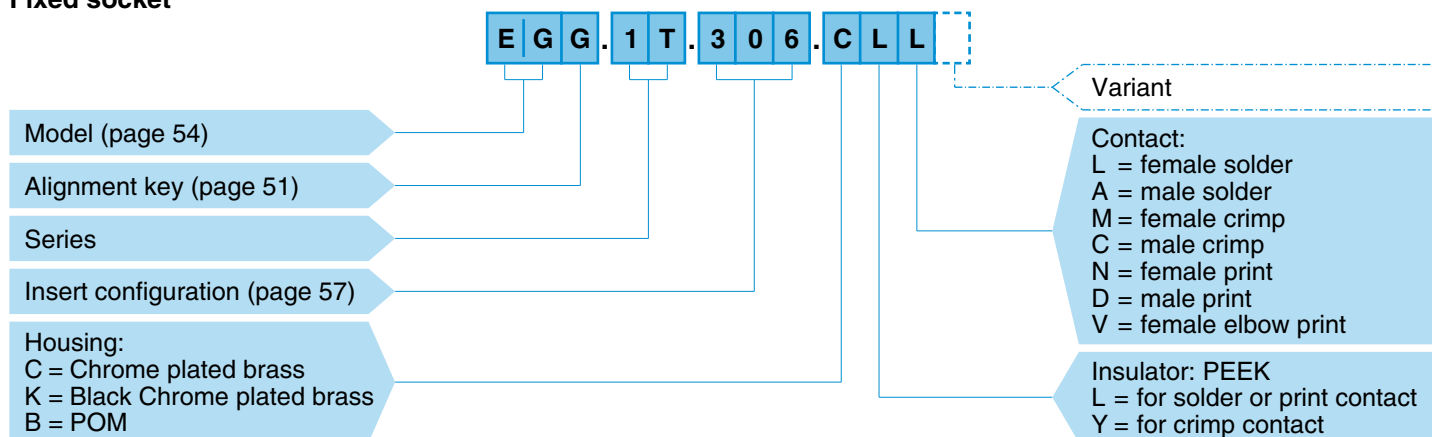 Fixed socket
E G G . 1 T . 3 0 6 . C L L
Variant
Model (page 54)
Alignment key (page 51)
Series
Insert configuration (page 57)
Housing:
C = Chrome plated brass
K = Black Chrome plated brass
B = POM
Contact:
L = female solder
A = male solder
M = female crimp
C = male crimp
N = female print
D = male print
V = female elbow print
Insulator: PEEK
L = for solder or print contact
Y = for crimp contact